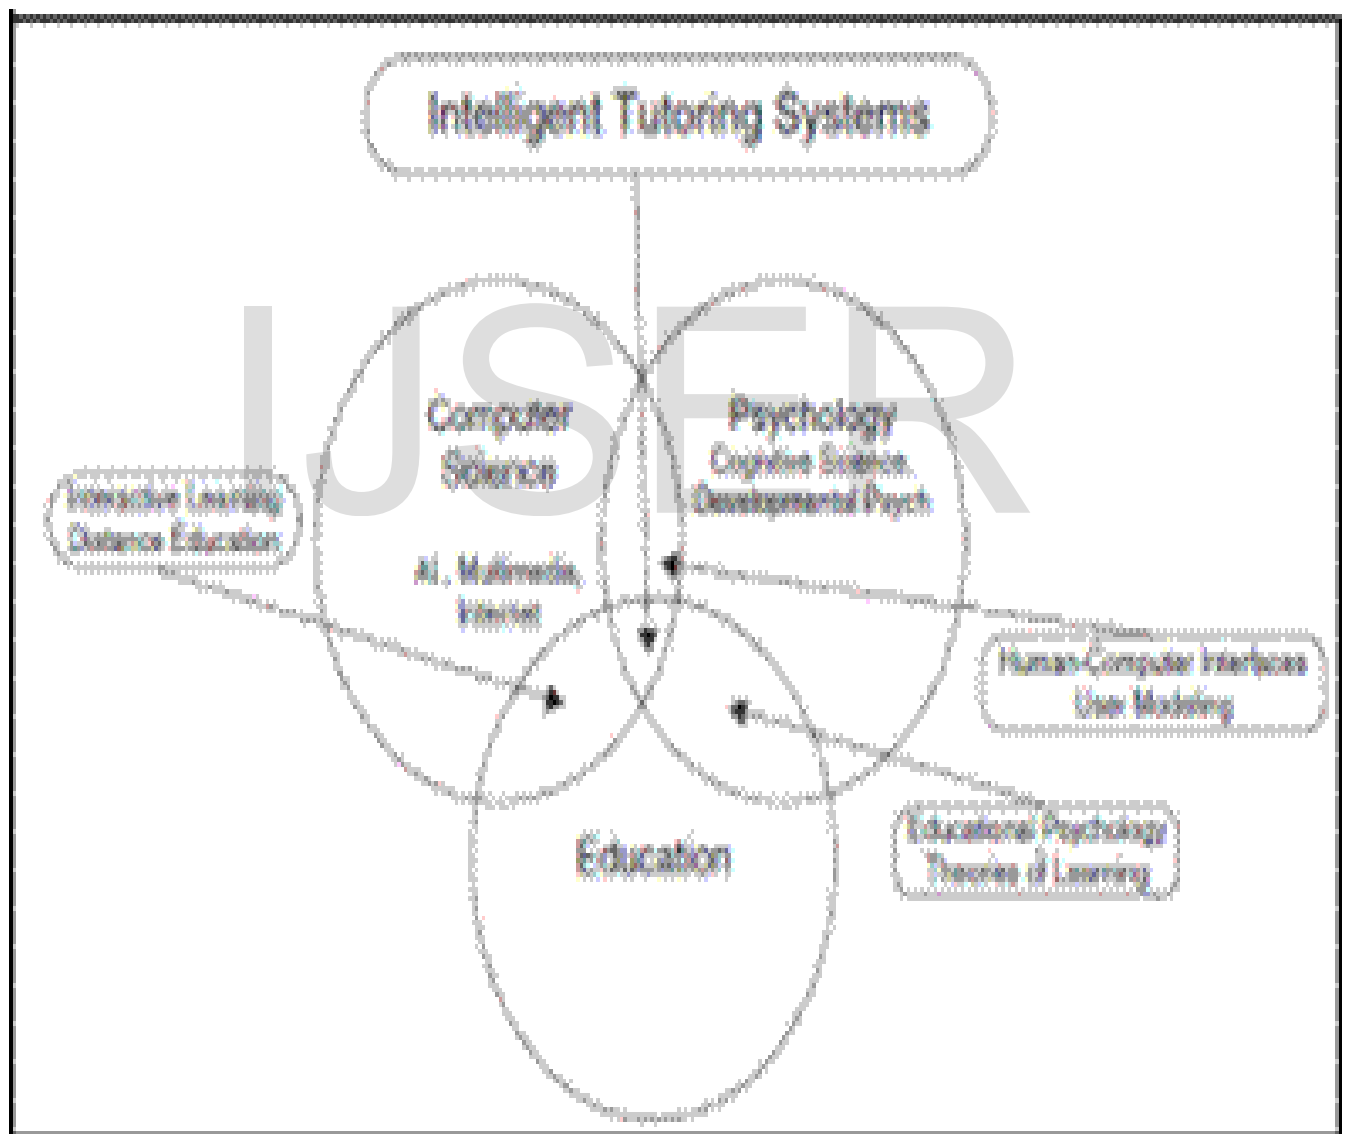 Intelligent Tutoring Systems
IJSER
Computer
Science
AI., Multimedia,
Internet
Psychology
Cognitive Science,
Developmental Psych.
Interactive Learning
Distance Education
Human-Computer Interfaces
User Modeling
Educational Psychology
Theories of Learning
Education